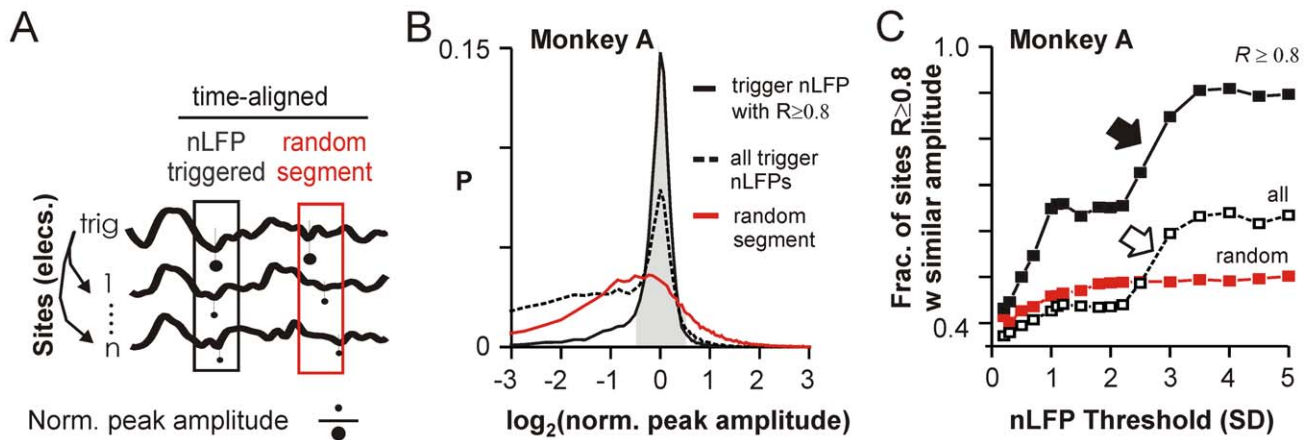 A
time-aligned
nLFP
triggered
random
segment
Sites (elecs.)
trig
1
n
Norm. peak amplitude
B
Monkey A
0.15
P
0
trigger nLFP
with R≥0.8
all trigger
nLFPs
random
segment
-3 -2 -1 0 1 2 3
log2(norm. peak amplitude)
C
Monkey A
R ≥ 0.8
1.0
0.4
Frac. of sites R≥0.8
w similar amplitude
all
random
0 1 2 3 4 5
nLFP Threshold (SD)